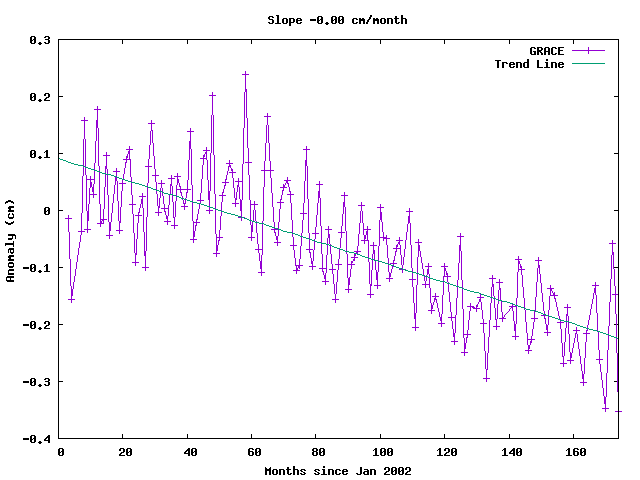 Slope -0.00 cm/month
GRACE
Trend Line
0.3
0.2
0.1
0
-0.1
-0.2
-0.3
-0.4
Anomaly (cm)
0 20 40 60 80 100 120 140 160
Months since Jan 2002